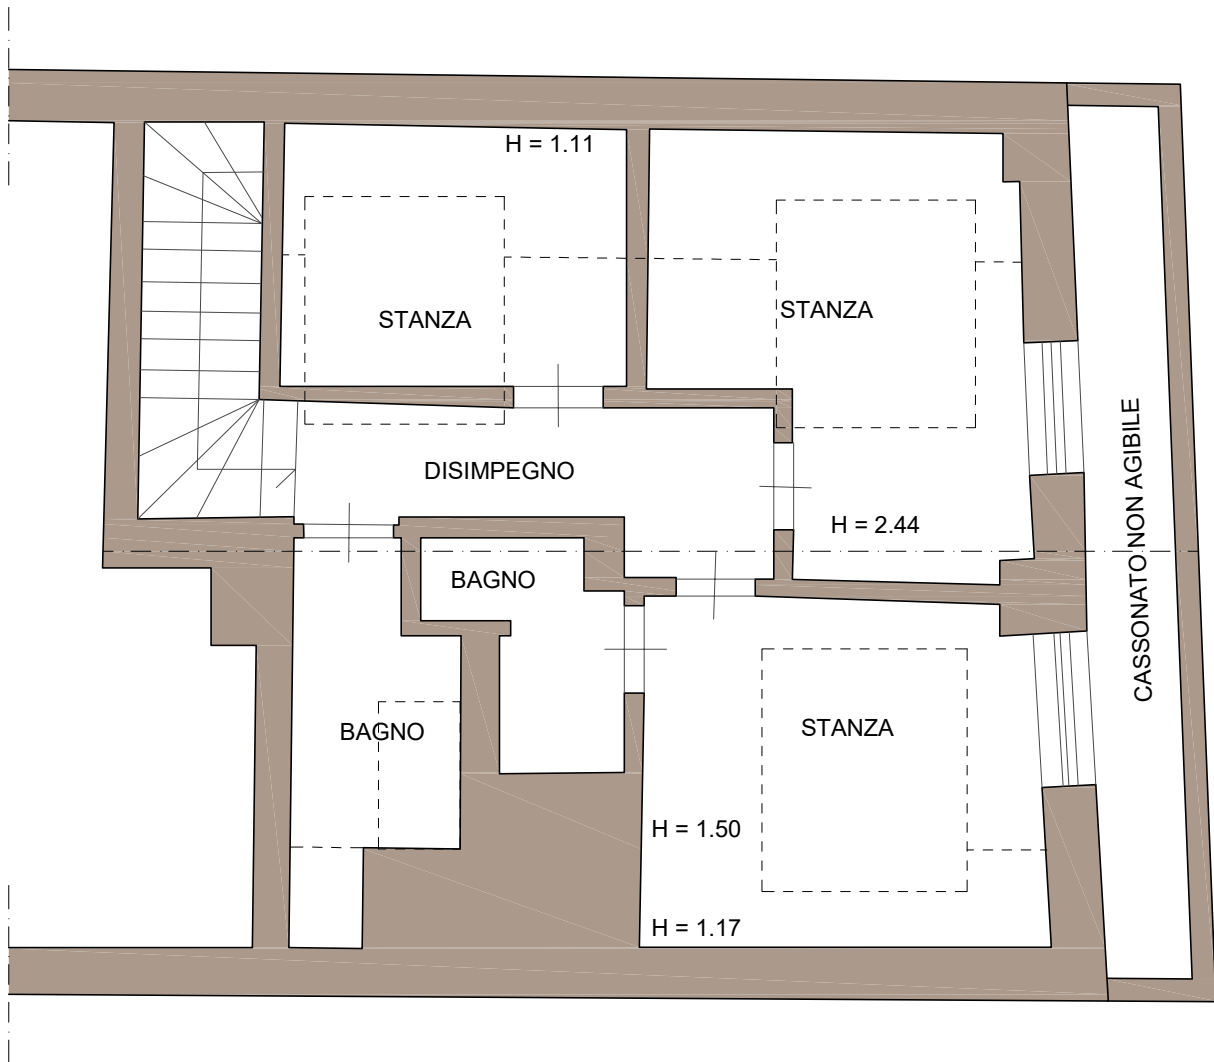 H = 1.11
STANZA
STANZA
DISIMPEGNO
H = 2.44
BAGNO
CASSONATO NON AGIBILE
BAGNO
STANZA
H = 1.50
H = 1.17